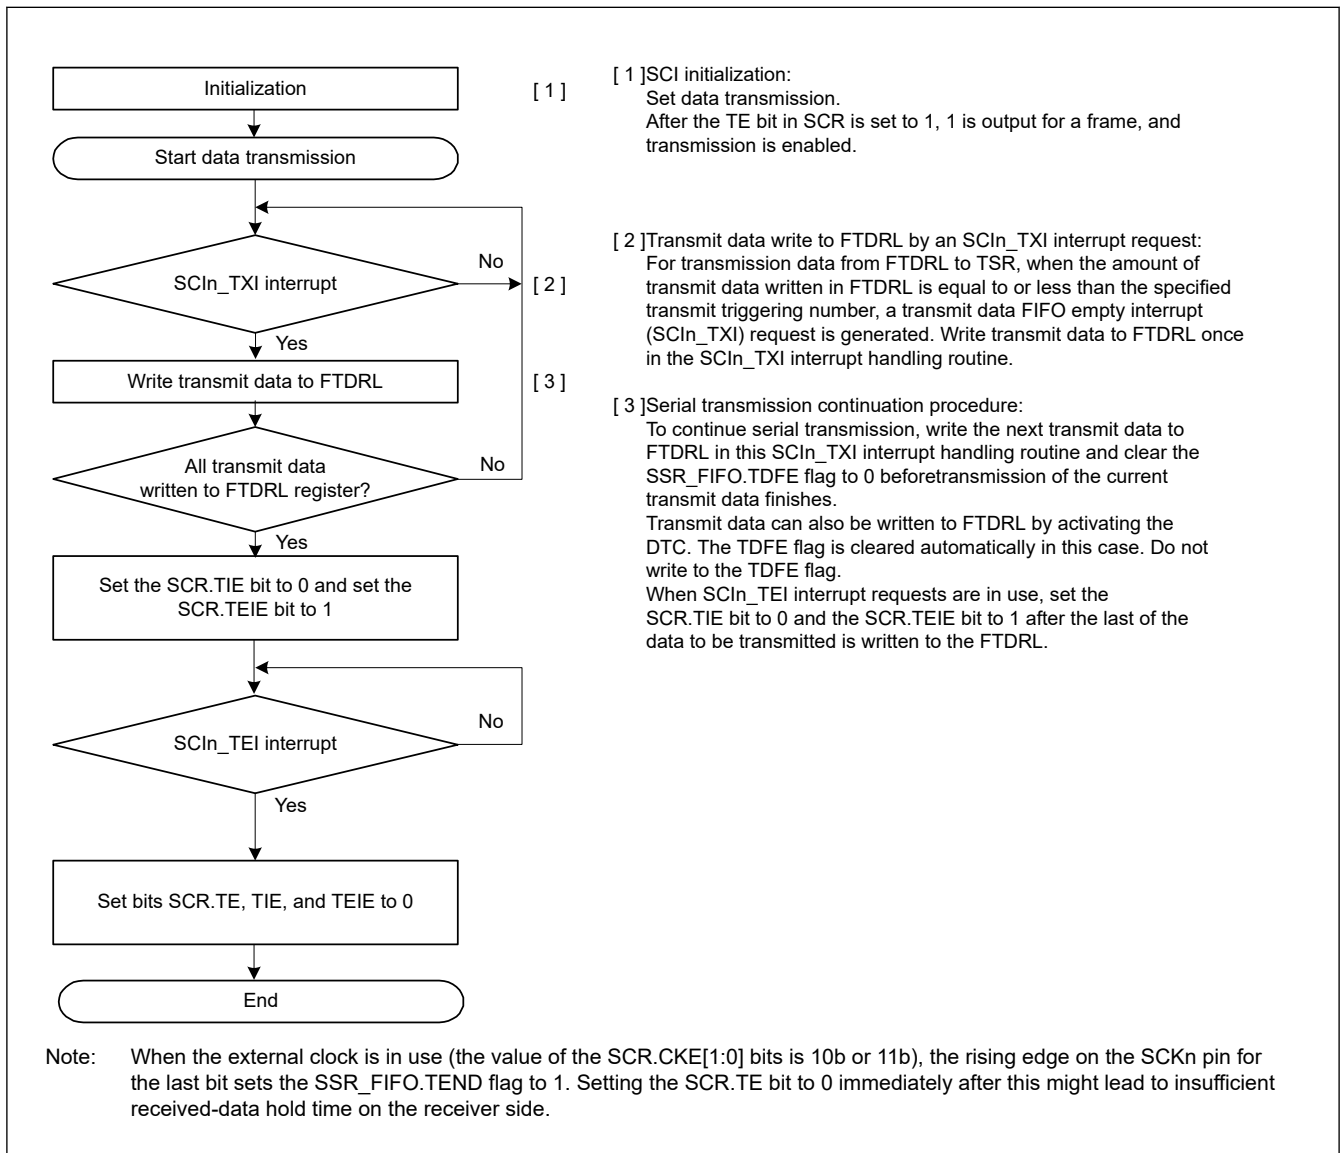 Initialization
[ 1 ]
[ 1 ]SCI initialization:
Set data transmission.
After the TE bit in SCR is set to 1, 1 is output for a frame, and
transmission is enabled.
Start data transmission
SCIn_TXI interrupt
No
[ 2 ]
Yes
[ 2 ]Transmit data write to FTDRL by an SCIn_TXI interrupt request:
For transmission data from FTDRL to TSR, when the amount of
transmit data written in FTDRL is equal to or less than the specified
transmit triggering number, a transmit data FIFO empty interrupt
(SCIn_TXI) request is generated. Write transmit data to FTDRL once
in the SCIn_TXI interrupt handling routine.
Write transmit data to FTDRL
[ 3 ]
[ 3 ]Serial transmission continuation procedure:
To continue serial transmission, write the next transmit data to
FTDRL in this SCIn_TXI interrupt handling routine and clear the
SSR_FIFO.TDFE flag to 0 beforetransmission of the current
transmit data finishes.
Transmit data can also be written to FTDRL by activating the
DTC. The TDFE flag is cleared automatically in this case. Do not
write to the TDFE flag.
When SCIn_TEI interrupt requests are in use, set the
SCR.TIE bit to 0 and the SCR.TEIE bit to 1 after the last of the
data to be transmitted is written to the FTDRL.
All transmit data
written to FTDRL register?
No
Yes
Set the SCR.TIE bit to 0 and set the
SCR.TEIE bit to 1
SCIn_TEI interrupt
No
Yes
Set bits SCR.TE, TIE, and TEIE to 0
End
Note: When the external clock is in use (the value of the SCR.CKE[1:0] bits is 10b or 11b), the rising edge on the SCKn pin for
the last bit sets the SSR_FIFO.TEND flag to 1. Setting the SCR.TE bit to 0 immediately after this might lead to insufficient
received-data hold time on the receiver side.